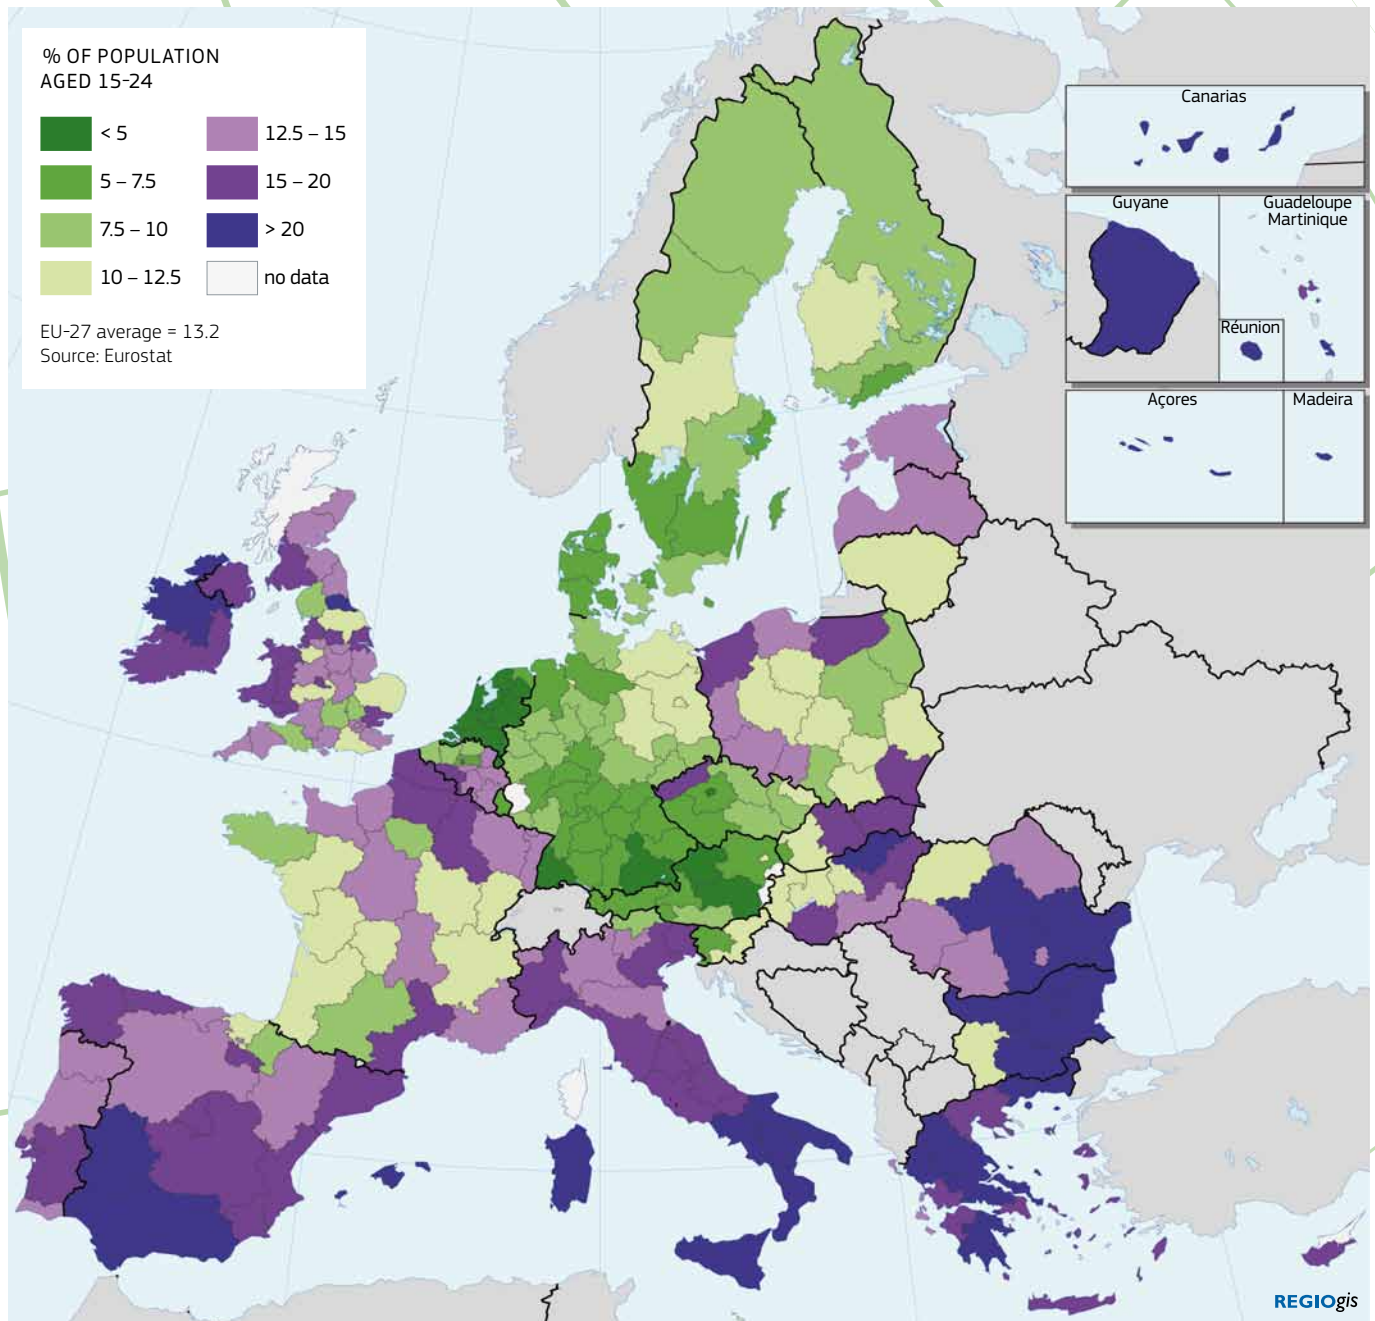 % OF POPULATION
AGED 15-24
< 5
5 – 7.5
7.5 – 10
10 – 12.5
12.5 – 15
15 – 20
> 20
no data
EU-27 average = 13.2
Source: Eurostat
Canarias
Guyane
Guadeloupe
Martinique
Réunion
Açores
Madeira
REGIOgis